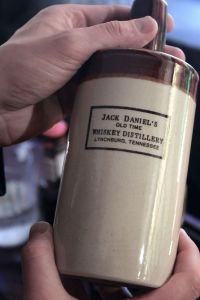 JACK DANIEL'S
OLD TIME
WHISKEY DISTILLERY
LYNCHBURG, TENNESSEE